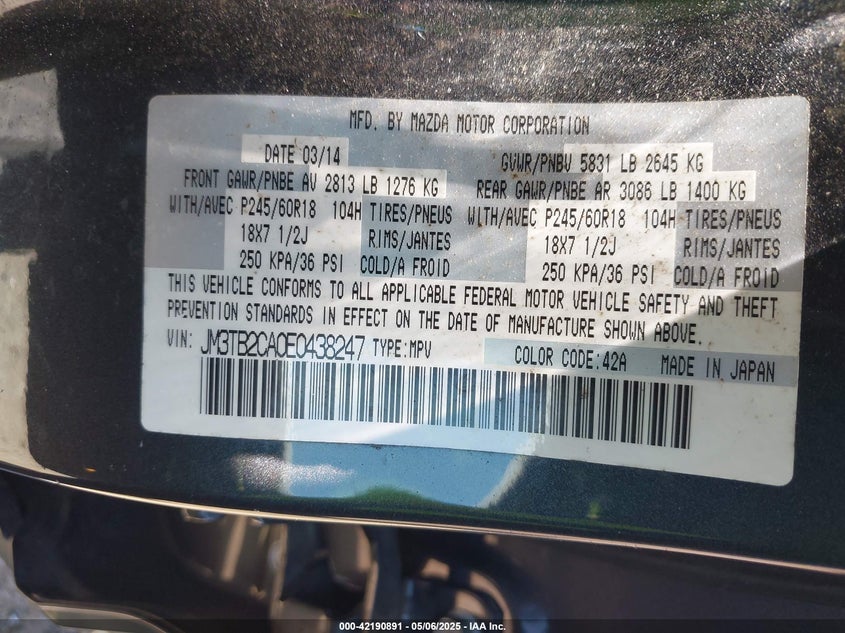 MFD. BY MAZDA MOTOR CORPORATION
DATE 03/14 GVWR/PNBV 5831 LB 2645 KG
FRONT GAWR/PNBE AV 2813 LB 1276 KG REAR GAWR/PNBE AR 3086 LB 1400 KG
WITH/AVEC P245/60R18 104H TIRES/PNEUS WITH/AVEC P245/60R18 104H TIRES/PNEUS
18X7 1/2J RIMS/JANTES 18X7 1/2J RIMS/JANTES
250 KPA/36 PSI COLD/A FROID 250 KPA/36 PSI COLD/A FROID
THIS VEHICLE CONFORMS TO ALL APPLICABLE FEDERAL MOTOR VEHICLE SAFETY AND THEFT
PREVENTION STANDARDS IN EFFECT ON THE DATE OF MANUFACTURE SHOWN ABOVE.
VIN: JM3TB2CA0E0438247 TYPE:MPV COLOR CODE:42A MADE IN JAPAN
000-42190891 - 05/06/2025 - IAA Inc.